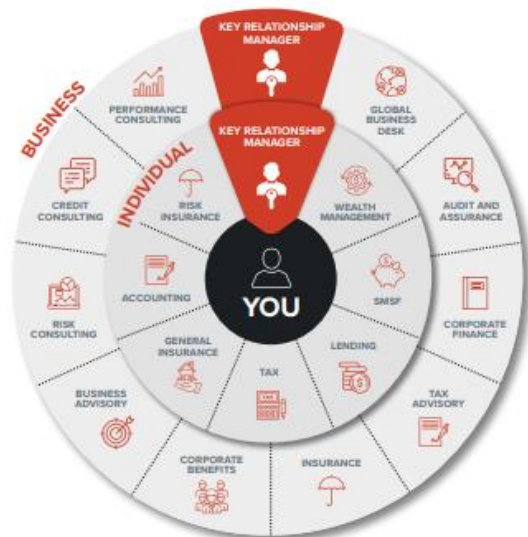 KEY RELATIONSHIP
MANAGER
BUSINESS
PERFORMANCE
CONSULTING
GLOBAL
BUSINESS
DESK
CREDIT
CONSULTING
AUDIT AND
ASSURANCE
RISK
CONSULTING
CORPORATE
FINANCE
BUSINESS
ADVISORY
TAX
ADVISORY
CORPORATE
BENEFITS
INSURANCE
KEY RELATIONSHIP
MANAGER
INDIVIDUAL
RISK
INSURANCE
WEALTH
MANAGEMENT
ACCOUNTING
SMSF
GENERAL
INSURANCE
LENDING
TAX
TAX
YOU